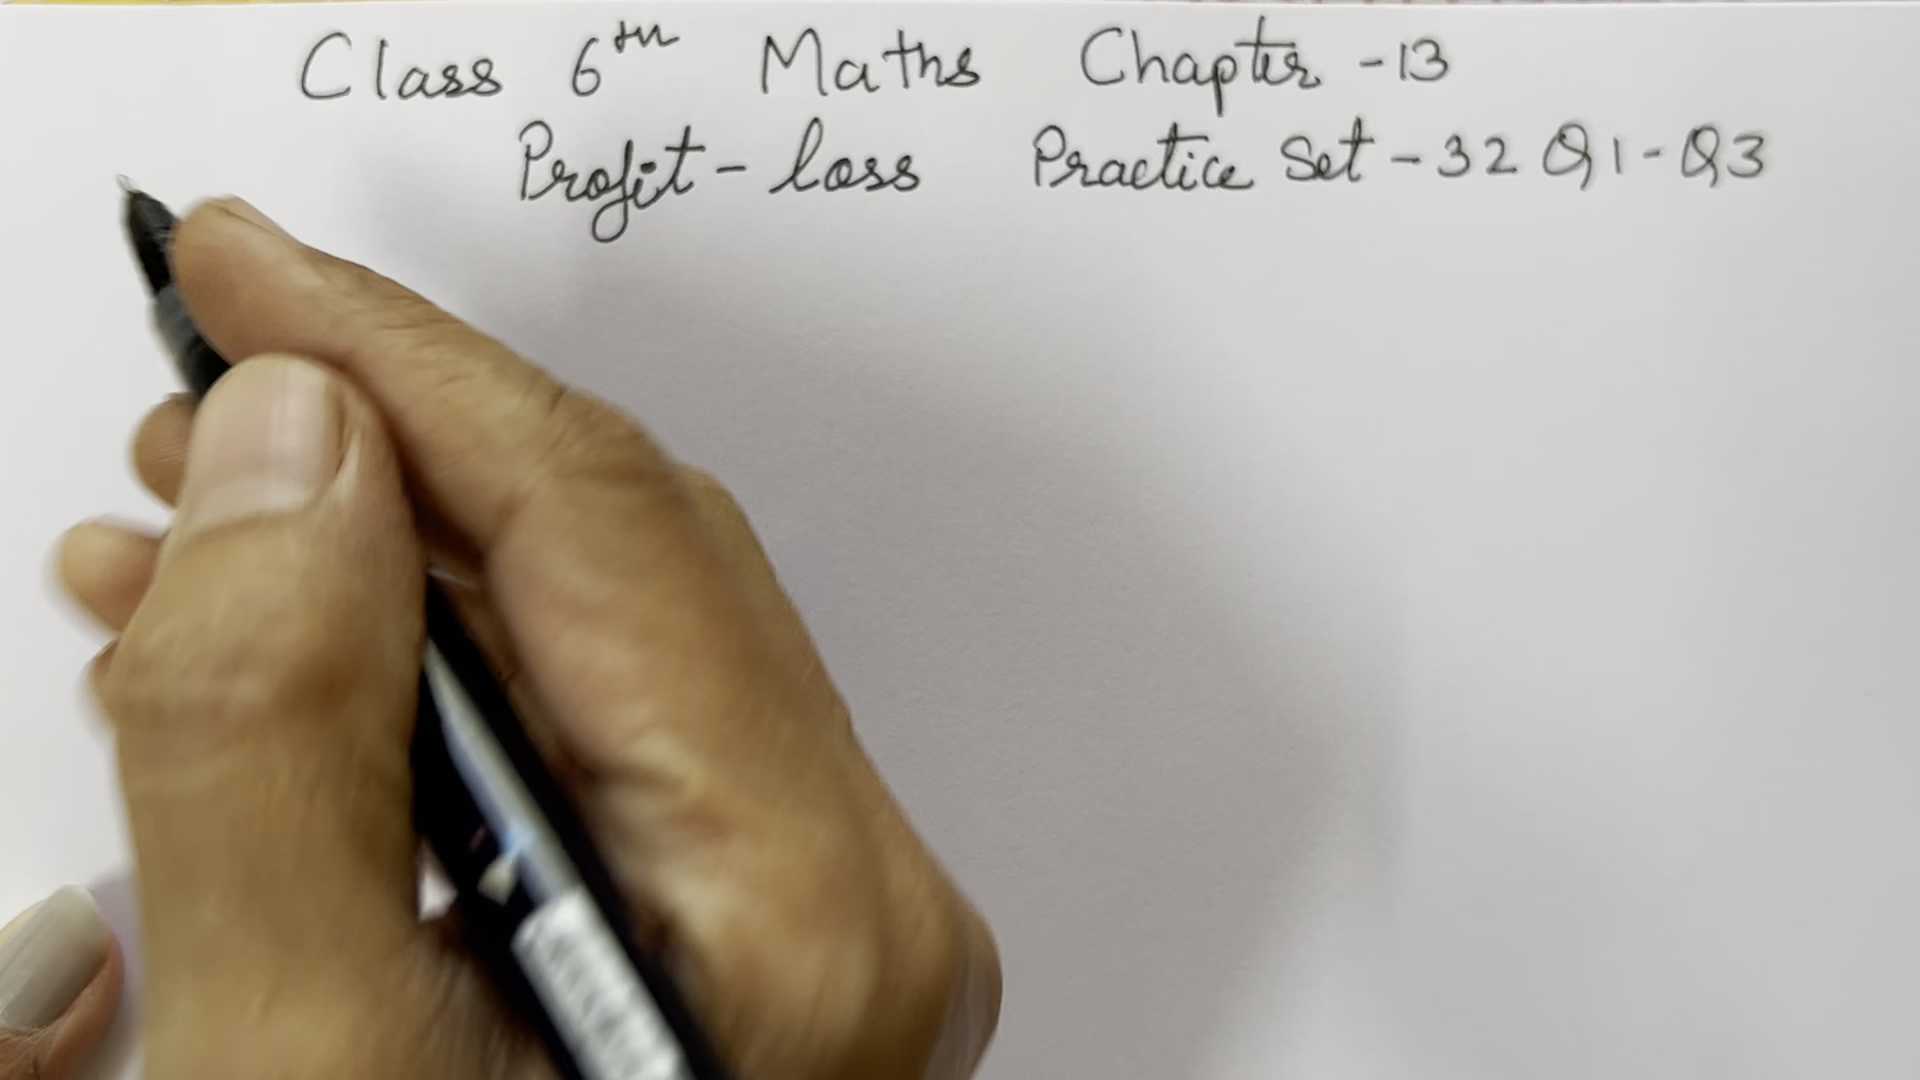 Class 6th Maths Chapter -13
Profit - loss Practice Set - 32 Q1 - Q3